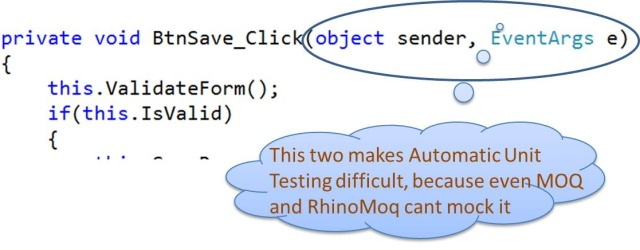 private void BtnSave_Click(object sender, EventArgs e)
{
this.ValidateForm();
if(this.IsValid)
{
This two makes Automatic Unit
Testing difficult, because even MOQ
and RhinoMoq cant mock it